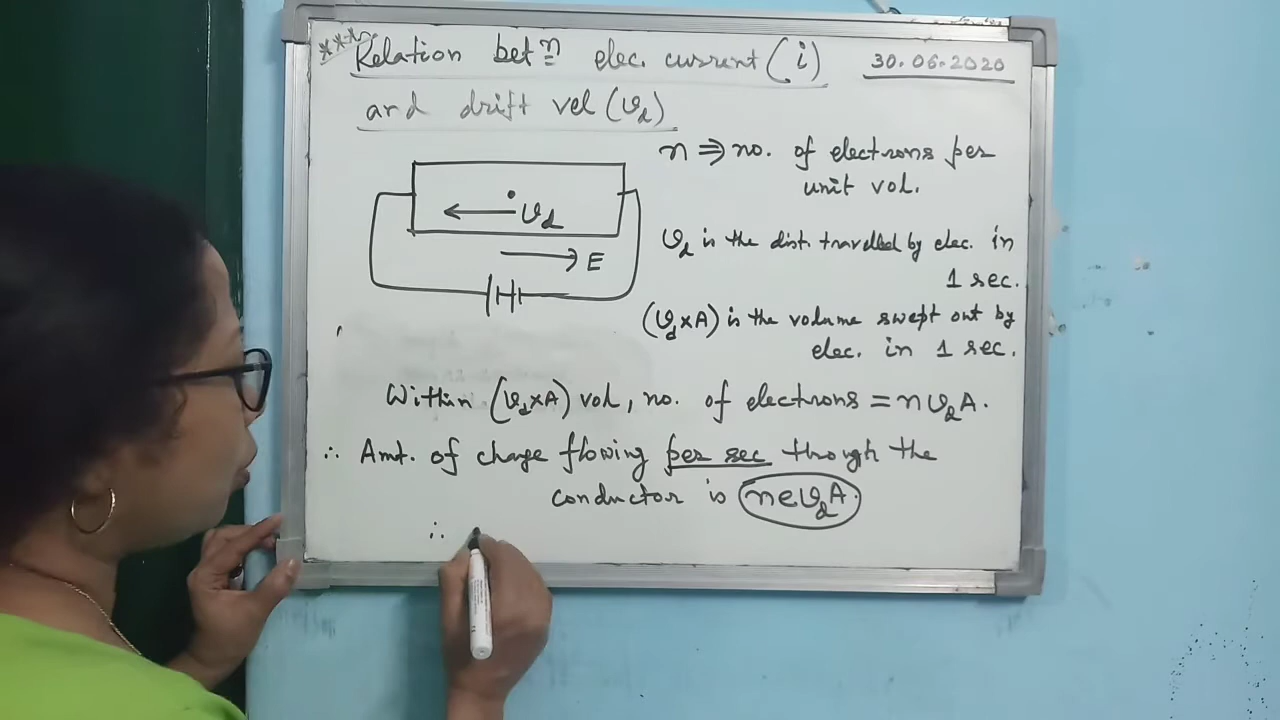 *** Relation betn elec. current (i)
and drift vel (vd)
30.06.2020
n ⇒ no. of electrons per
unit vol.
vd
E
vd is the dist. travelled by elec. in
1 sec.
(vd×A) is the volume swept out by
elec. in 1 sec.
Within (vd×A) vol, no. of electrons = nvdA.
∴ Amt. of charge flowing per sec through the
conductor is nevdA.
∴